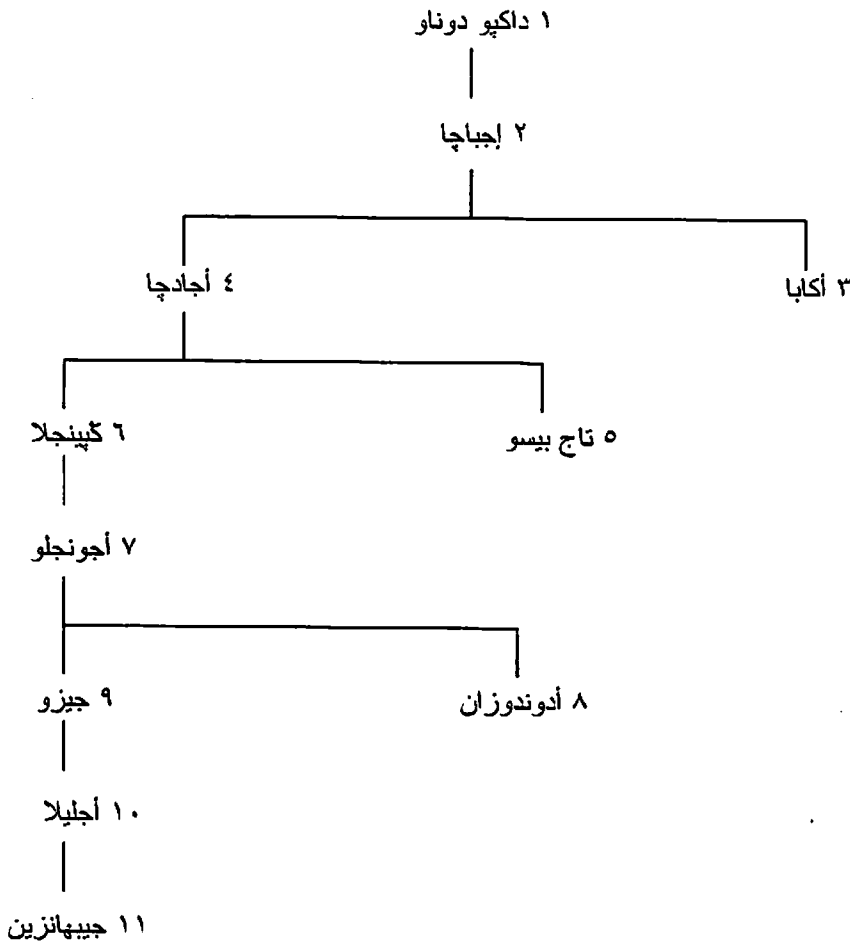 ١ داكپو دوناو
٢ إجباچا
٣ أكابا
٤ أجادچا
٥ تاج بيسو
٦ گپينجلا
٧ أجونجلو
٨ أدوندوزان
٩ جيزو
١٠ أجليلا
١١ جيبهانزين